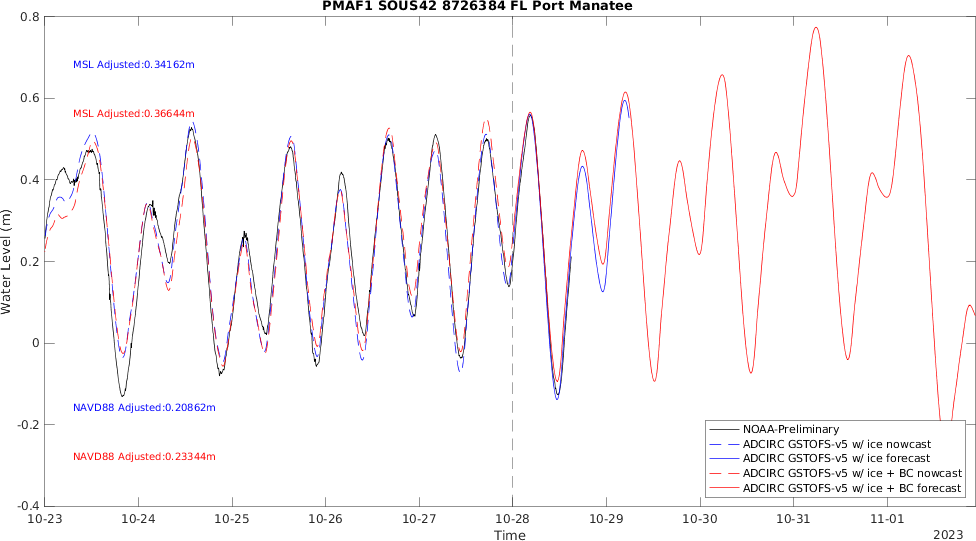 PMAF1 SOUS42 8726384 FL Port Manatee
0.8
0.6
0.4
0.2
0
-0.2
-0.4
Water Level (m)
MSL Adjusted:0.34162m
MSL Adjusted:0.36644m
NAVD88 Adjusted:0.20862m
NAVD88 Adjusted:0.23344m
NOAA-Preliminary
ADCIRC GSTOFS-v5 w/ ice nowcast
ADCIRC GSTOFS-v5 w/ ice forecast
ADCIRC GSTOFS-v5 w/ ice + BC nowcast
ADCIRC GSTOFS-v5 w/ ice + BC forecast
10-23 10-24 10-25 10-26 10-27 10-28 10-29 10-30 10-31 11-01
Time
2023